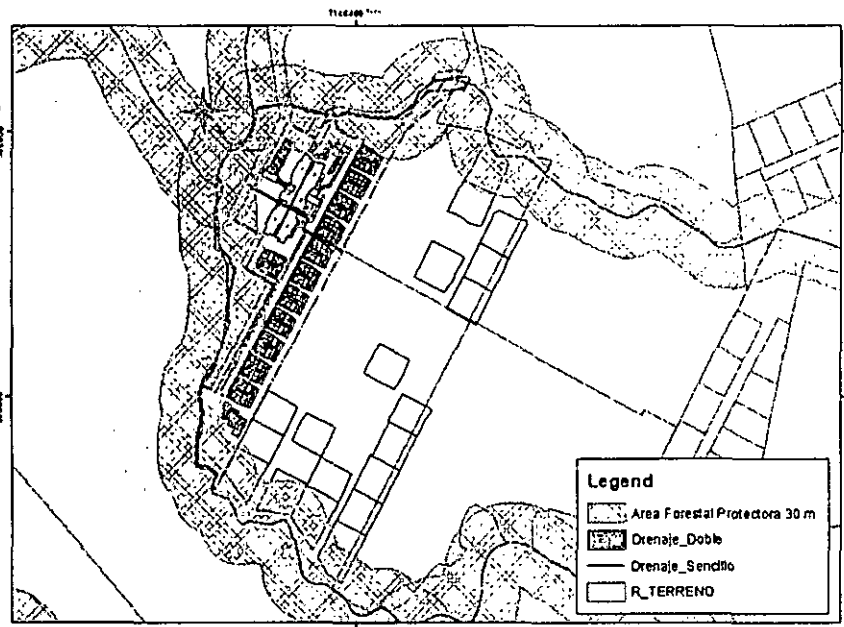 Legend
Area Forestal Protectora 30 m
Drenaje_Doble
Drenaje_Sencillo
R_TERRENO